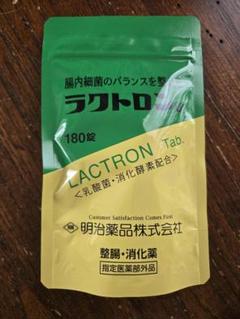 腸内細菌のバランスを整
ラクトロン
180錠
LACTRON Tab.
<乳酸菌・消化酵素配合>
Customer Satisfaction Comes First
明治薬品株式会社
整腸・消化薬
指定医薬部外品